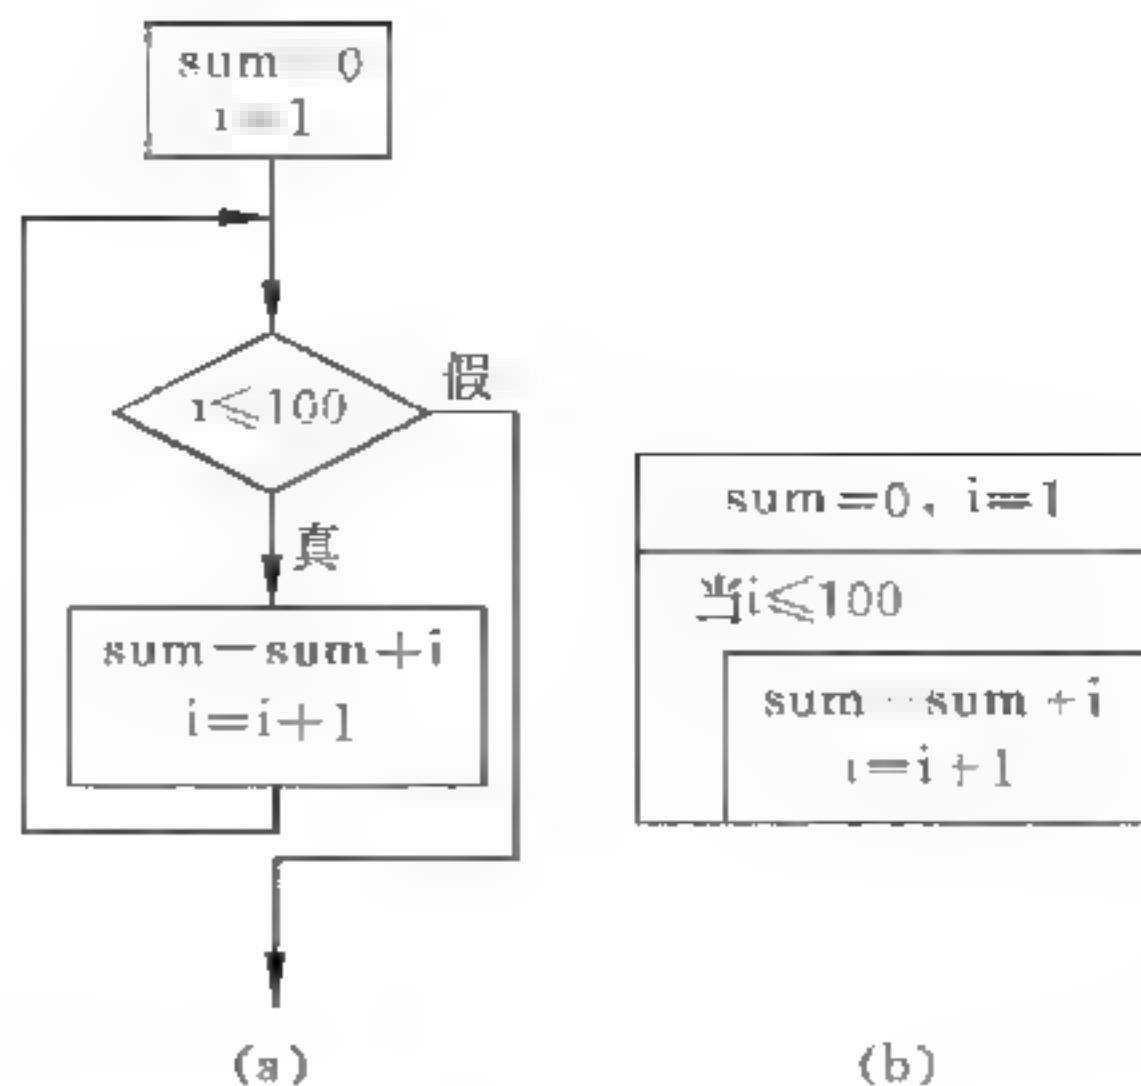 sum 0
i=1
i≤100
假
真
sum=sum+i
i=i+1
(a)
sum=0, i=1
当i≤100
sum sum+i
i=i+1
(b)